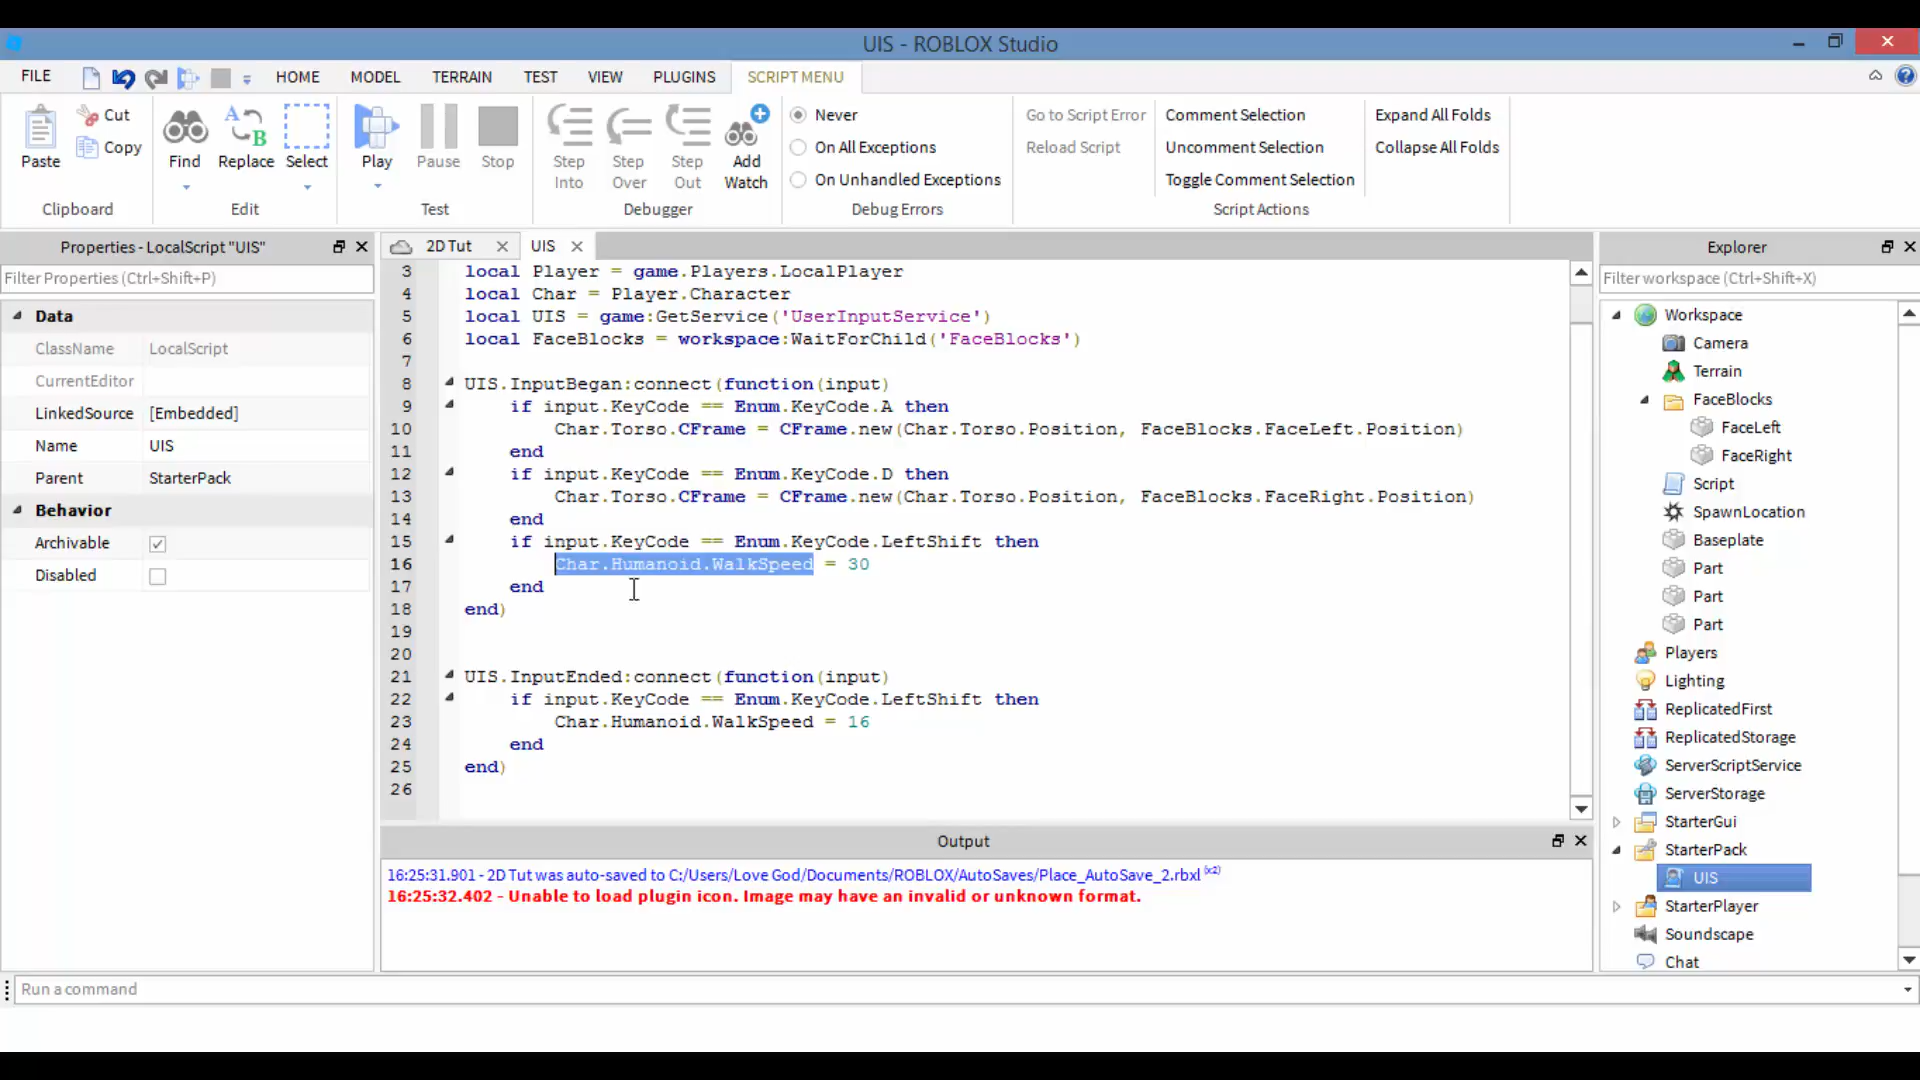 UIS - ROBLOX Studio
FILE HOME MODEL TERRAIN TEST VIEW PLUGINS SCRIPT MENU
Paste
Cut
Copy
Clipboard
Find
Replace
Select
Edit
Play
Pause
Stop
Test
Step Into
Step Over
Step Out
Add Watch
Debugger
Never
On All Exceptions
On Unhandled Exceptions
Debug Errors
Go to Script Error
Reload Script
Comment Selection
Uncomment Selection
Toggle Comment Selection
Script Actions
Expand All Folds
Collapse All Folds
Properties - LocalScript "UIS"
Filter Properties (Ctrl+Shift+P)
Data
ClassName LocalScript
CurrentEditor
LinkedSource [Embedded]
Name UIS
Parent StarterPack
Behavior
Archivable
Disabled
2D Tut
UIS
3 local Player = game.Players.LocalPlayer
4 local Char = Player.Character
5 local UIS = game:GetService('UserInputService')
6 local FaceBlocks = workspace:WaitForChild('FaceBlocks')
7
8 UIS.InputBegan:connect(function(input)
9 if input.KeyCode == Enum.KeyCode.A then
10 Char.Torso.CFrame = CFrame.new(Char.Torso.Position, FaceBlocks.FaceLeft.Position)
11 end
12 if input.KeyCode == Enum.KeyCode.D then
13 Char.Torso.CFrame = CFrame.new(Char.Torso.Position, FaceBlocks.FaceRight.Position)
14 end
15 if input.KeyCode == Enum.KeyCode.LeftShift then
16 Char.Humanoid.WalkSpeed = 30
17 end
18 end)
19
20
21 UIS.InputEnded:connect(function(input)
22 if input.KeyCode == Enum.KeyCode.LeftShift then
23 Char.Humanoid.WalkSpeed = 16
24 end
25 end)
26
Output
16:25:31.901 - 2D Tut was auto-saved to C:/Users/Love God/Documents/ROBLOX/AutoSaves/Place_AutoSave_2.rbxl (x2)
16:25:32.402 - Unable to load plugin icon. Image may have an invalid or unknown format.
Explorer
Filter workspace (Ctrl+Shift+X)
Workspace
Camera
Terrain
FaceBlocks
FaceLeft
FaceRight
Script
SpawnLocation
Baseplate
Part
Part
Part
Players
Lighting
ReplicatedFirst
ReplicatedStorage
ServerScriptService
ServerStorage
StarterGui
StarterPack
UIS
StarterPlayer
Soundscape
Chat
Run a command